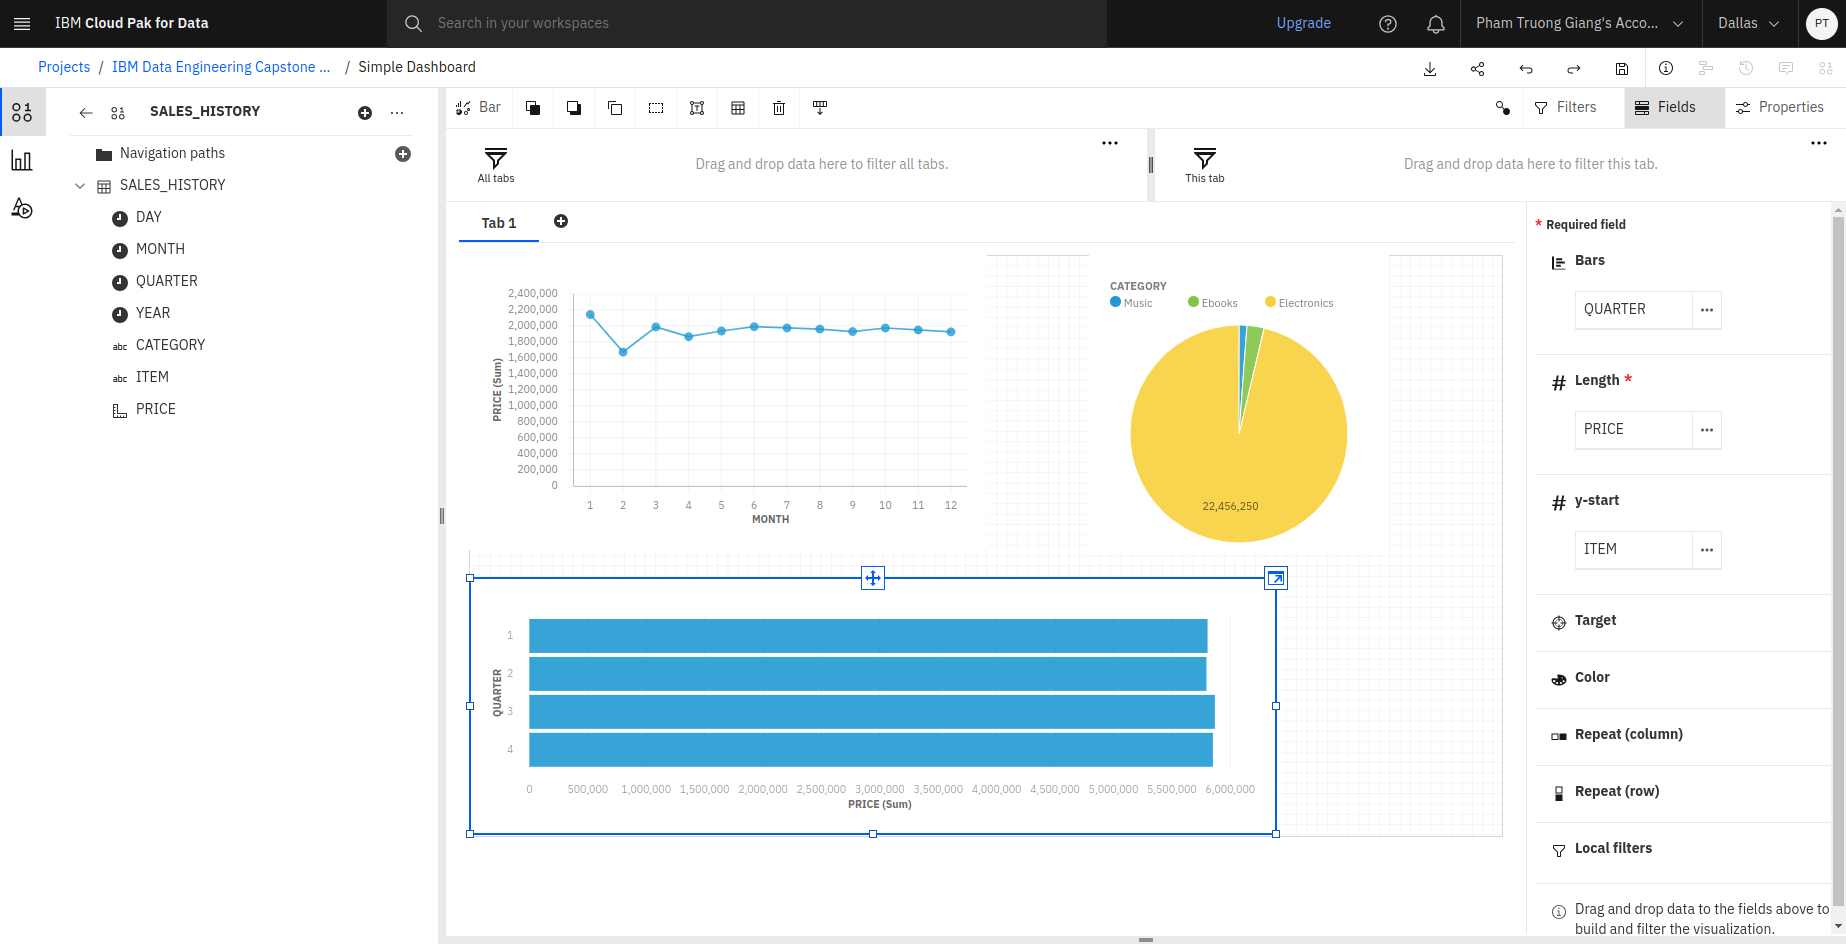 IBM Cloud Pak for Data
Search in your workspaces
Upgrade
Pham Truong Giang's Acco...
Dallas
PT
Projects / IBM Data Engineering Capstone ... / Simple Dashboard
SALES_HISTORY
Navigation paths
SALES_HISTORY
DAY
MONTH
QUARTER
YEAR
abc CATEGORY
abc ITEM
PRICE
Bar
Filters
Fields
Properties
All tabs
Drag and drop data here to filter all tabs.
This tab
Drag and drop data here to filter this tab.
Tab 1
2,400,000
2,200,000
2,000,000
1,800,000
1,600,000
1,400,000
1,200,000
1,000,000
800,000
600,000
400,000
200,000
0
PRICE (Sum)
1 2 3 4 5 6 7 8 9 10 11 12
MONTH
CATEGORY
Music Ebooks Electronics
22,456,250
QUARTER
1
2
3
4
0 500,000 1,000,000 1,500,000 2,000,000 2,500,000 3,000,000 3,500,000 4,000,000 4,500,000 5,000,000 5,500,000 6,000,000
PRICE (Sum)
* Required field
Bars
QUARTER
Length *
PRICE
y-start
ITEM
Target
Color
Repeat (column)
Repeat (row)
Local filters
Drag and drop data to the fields above to
build and filter the visualization.